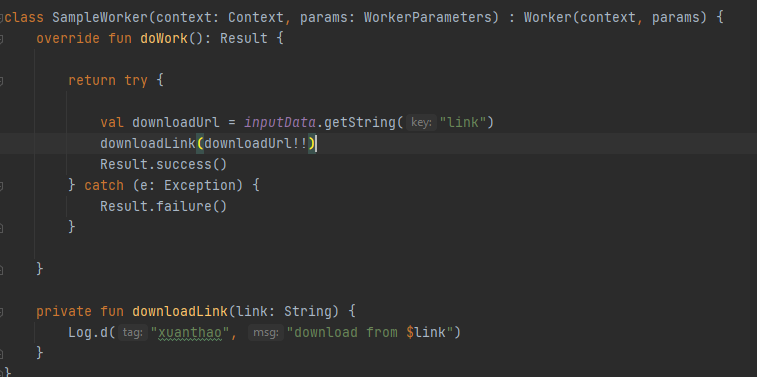 class SampleWorker(context: Context, params: WorkerParameters) : Worker(context, params) {
override fun doWork(): Result {
return try {
val downloadUrl = inputData.getString( key: "link")
downloadLink(downloadUrl!!)
Result.success()
} catch (e: Exception) {
Result.failure()
}
}
private fun downloadLink(link: String) {
Log.d( tag: "xuanthao", msg: "download from $link")
}
}